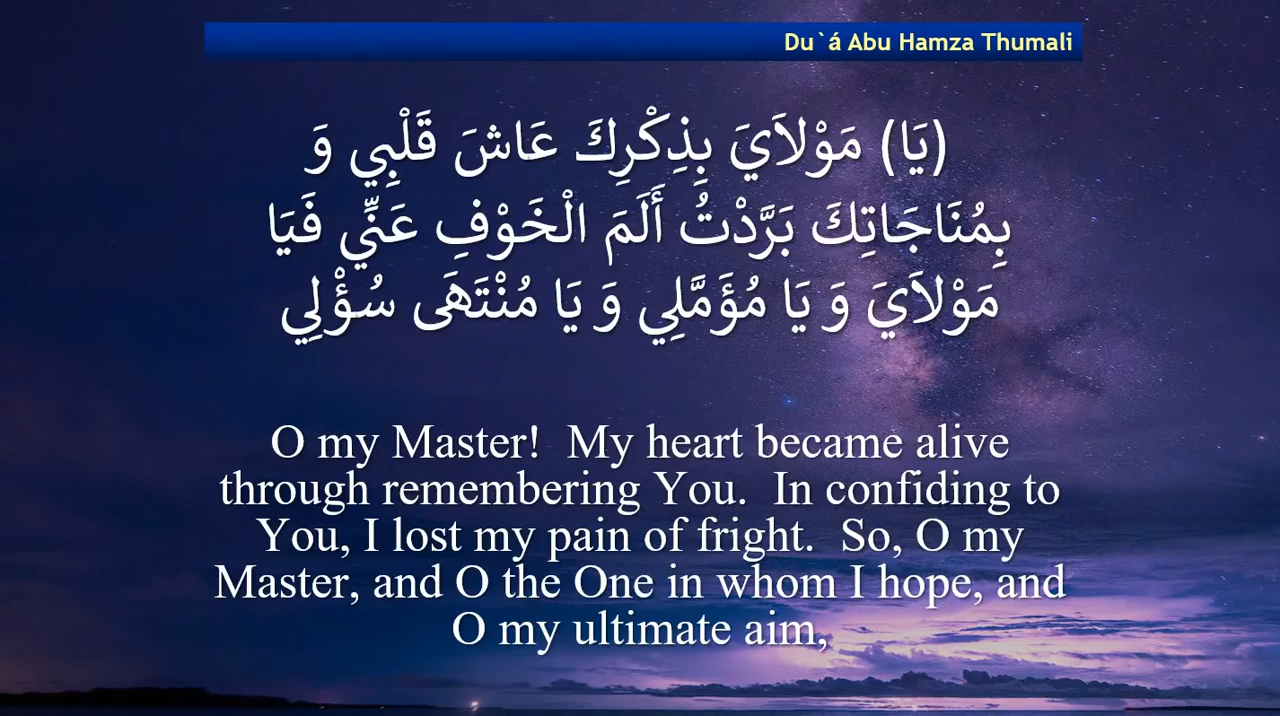 Du`á Abu Hamza Thumali
(يَا) مَوْلاَيَ بِذِكْرِكَ عَاشَ قَلْبِي وَ
بِمُنَاجَاتِكَ بَرَّدْتُ أَلَمَ الْخَوْفِ عَنِّي فَيَا
مَوْلاَيَ وَ يَا مُؤَمَّلِي وَ يَا مُنْتَهَى سُؤْلِي
O my Master!  My heart became alive
through remembering You.  In confiding to
You, I lost my pain of fright.  So, O my
Master, and O the One in whom I hope, and
O my ultimate aim,